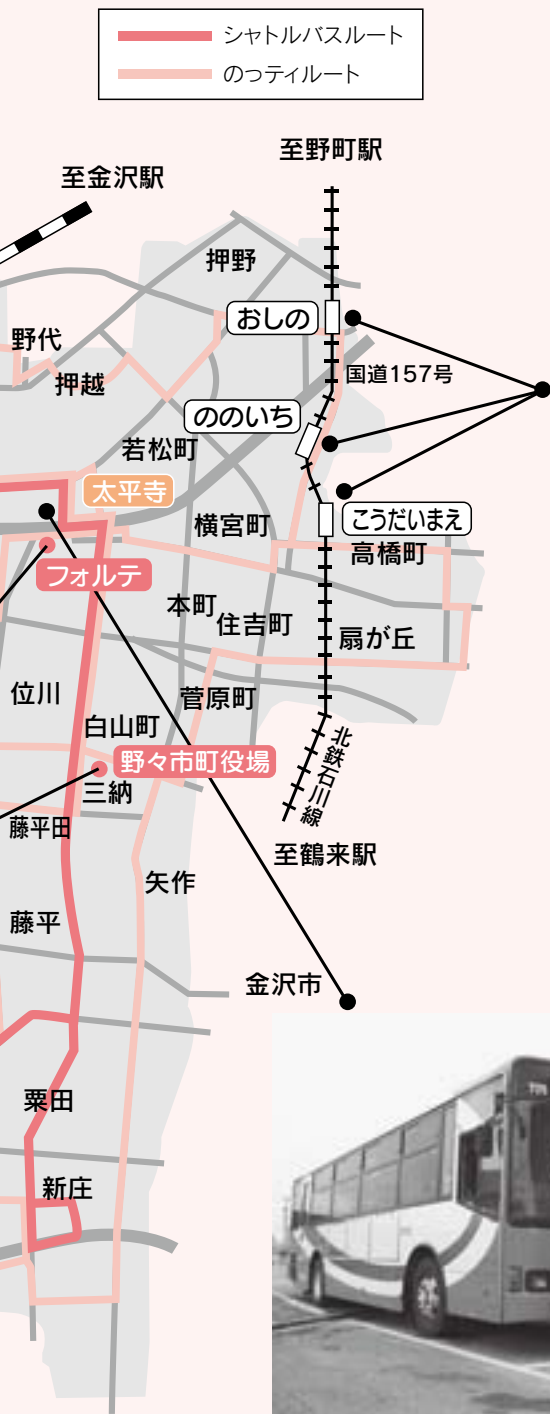 シャトルバスルート
のっティルート
至野町駅
至金沢駅
押野
おしの
野代
国道157号
押越
ののいち
若松町
太平寺
横宮町
こうだいまえ
高橋町
フォルテ
本町
住吉町
扇が丘
位川
菅原町
白山町
北鉄石川線
野々市町役場
三納
藤平田
至鶴来駅
矢作
藤平
金沢市
粟田
新庄